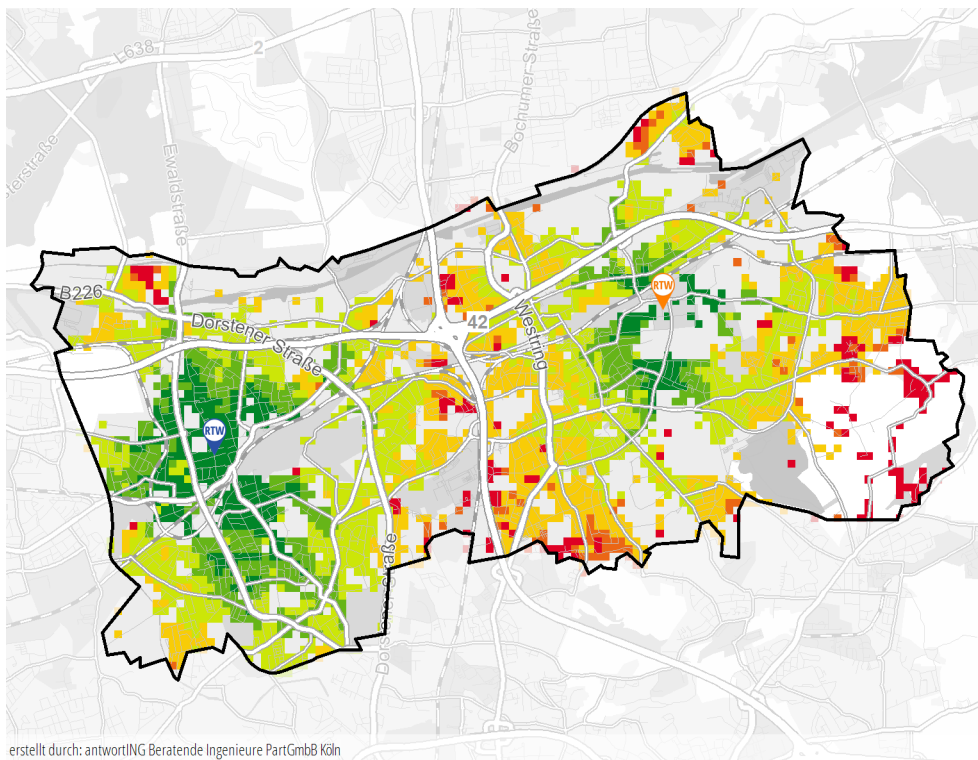 L638
2
Bochumer Straße
Ewaldstraße
derstraße
RTW
B226
Dorstener Straße
42
Westring
RTW
Dorstener Straße
erstellt durch: antwortING Beratende Ingenieure PartGmbB Köln